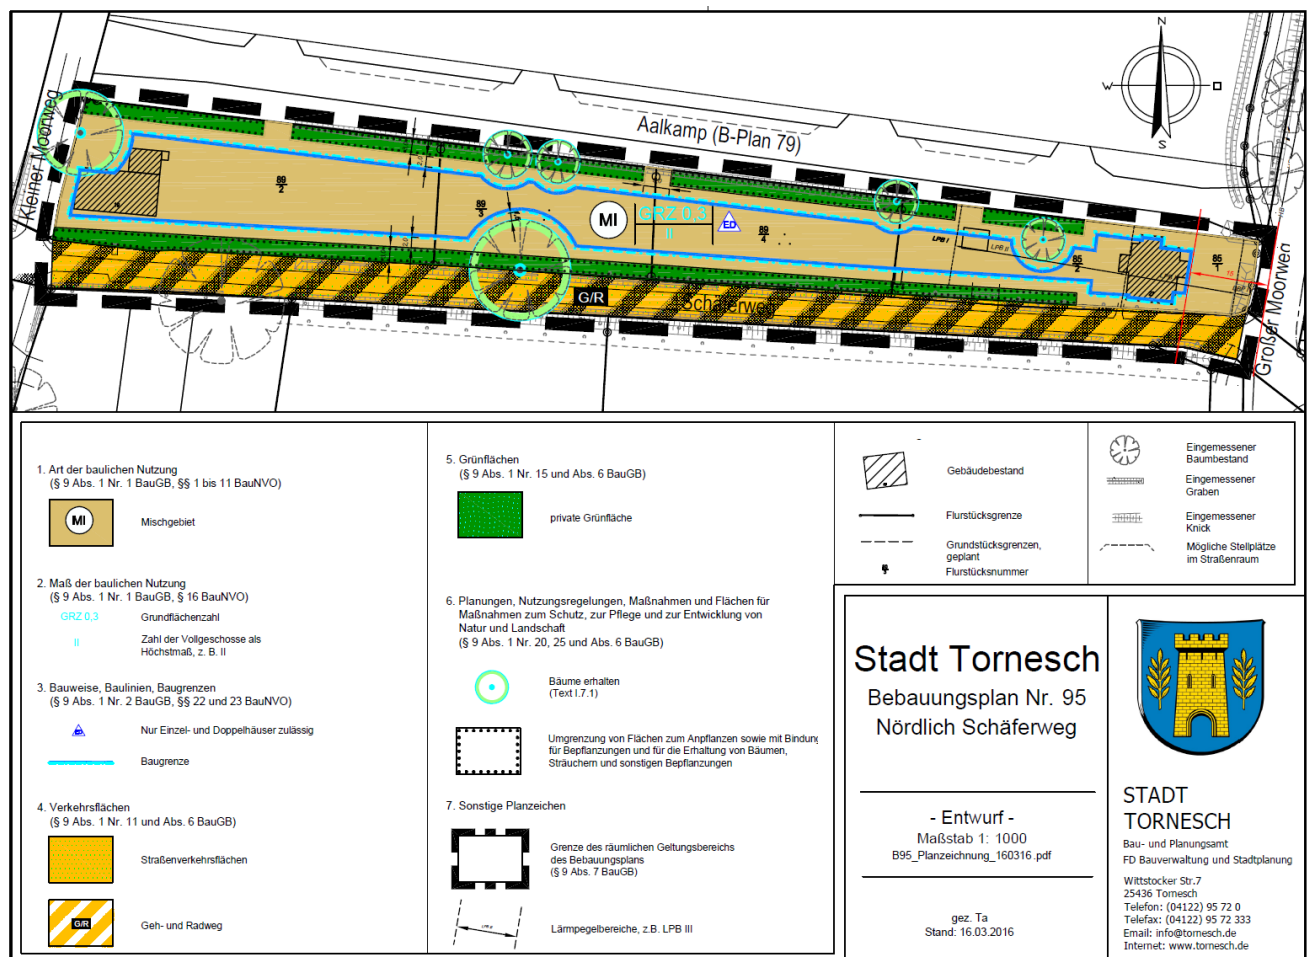 N
W
S
Kleiner Moorweg
Aalkamp (B-Plan 79)
89
2
89
3
MI
GRZ 0,3
II
ED
89
4
LPB I
LPB II
85
2
85
1
15
G/R
Schäferweg
Großer Moorweg
1. Art der baulichen Nutzung
(§ 9 Abs. 1 Nr. 1 BauGB, §§ 1 bis 11 BauNVO)
MI
Mischgebiet
2. Maß der baulichen Nutzung
(§ 9 Abs. 1 Nr. 1 BauGB, § 16 BauNVO)
GRZ 0,3
Grundflächenzahl
II
Zahl der Vollgeschosse als
Höchstmaß, z. B. II
3. Bauweise, Baulinien, Baugrenzen
(§ 9 Abs. 1 Nr. 2 BauGB, §§ 22 und 23 BauNVO)
ED
Nur Einzel- und Doppelhäuser zulässig
Baugrenze
4. Verkehrsflächen
(§ 9 Abs. 1 Nr. 11 und Abs. 6 BauGB)
Straßenverkehrsflächen
G/R
Geh- und Radweg
5. Grünflächen
(§ 9 Abs. 1 Nr. 15 und Abs. 6 BauGB)
private Grünfläche
6. Planungen, Nutzungsregelungen, Maßnahmen und Flächen für
Maßnahmen zum Schutz, zur Pflege und zur Entwicklung von
Natur und Landschaft
(§ 9 Abs. 1 Nr. 20, 25 und Abs. 6 BauGB)
Bäume erhalten
(Text I.7.1)
Umgrenzung von Flächen zum Anpflanzen sowie mit Bindung
für Bepflanzungen und für die Erhaltung von Bäumen,
Sträuchern und sonstigen Bepflanzungen
7. Sonstige Planzeichen
Grenze des räumlichen Geltungsbereichs
des Bebauungsplans
(§ 9 Abs. 7 BauGB)
Lärmpegelbereiche, z.B. LPB III
Gebäudebestand
Flurstücksgrenze
Grundstücksgrenzen,
geplant
Flurstücksnummer
Eingemessener
Baumbestand
Eingemessener
Graben
Eingemessener
Knick
Mögliche Stellplätze
im Straßenraum
Stadt Tornesch
Bebauungsplan Nr. 95
Nördlich Schäferweg
- Entwurf -
Maßstab 1: 1000
B95_Planzeichnung_160316.pdf
gez. Ta
Stand: 16.03.2016
STADT
TORNESCH
Bau- und Planungsamt
FD Bauverwaltung und Stadtplanung
Wittstocker Str.7
25436 Tornesch
Telefon: (04122) 95 72 0
Telefax: (04122) 95 72 333
Email: info@tornesch.de
Internet: www.tornesch.de